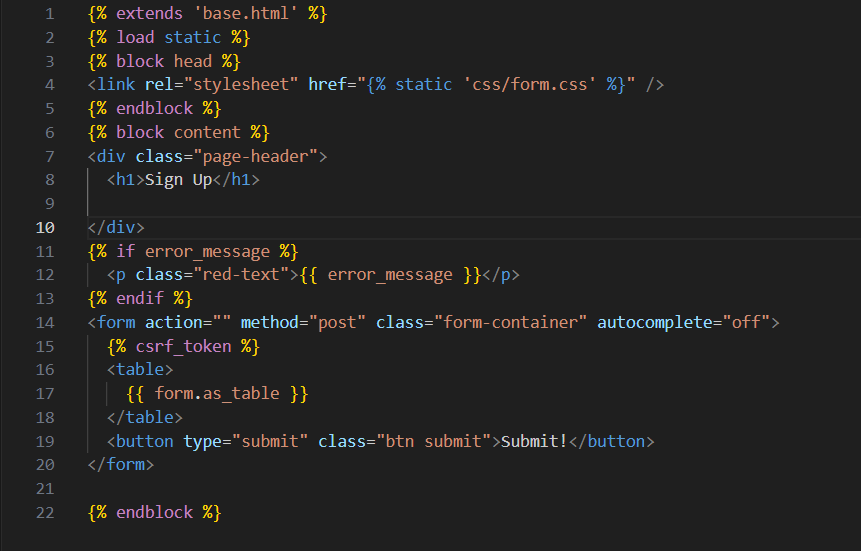 1 {% extends 'base.html' %}
2 {% load static %}
3 {% block head %}
4 <link rel="stylesheet" href="{% static 'css/form.css' %}" />
5 {% endblock %}
6 {% block content %}
7 <div class="page-header">
8   <h1>Sign Up</h1>
9
10 </div>
11 {% if error_message %}
12   <p class="red-text">{{ error_message }}</p>
13 {% endif %}
14 <form action="" method="post" class="form-container" autocomplete="off">
15   {% csrf_token %}
16   <table>
17     {{ form.as_table }}
18   </table>
19   <button type="submit" class="btn submit">Submit!</button>
20 </form>
21
22 {% endblock %}